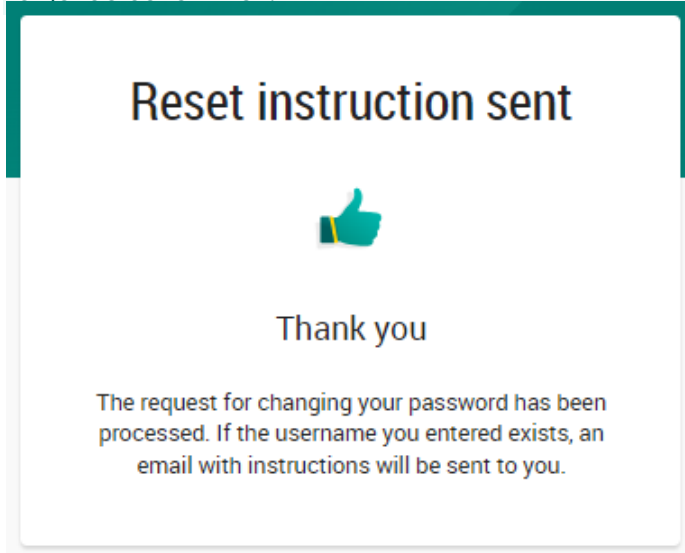 Reset instruction sent
Thank you
The request for changing your password has been
processed. If the username you entered exists, an
email with instructions will be sent to you.